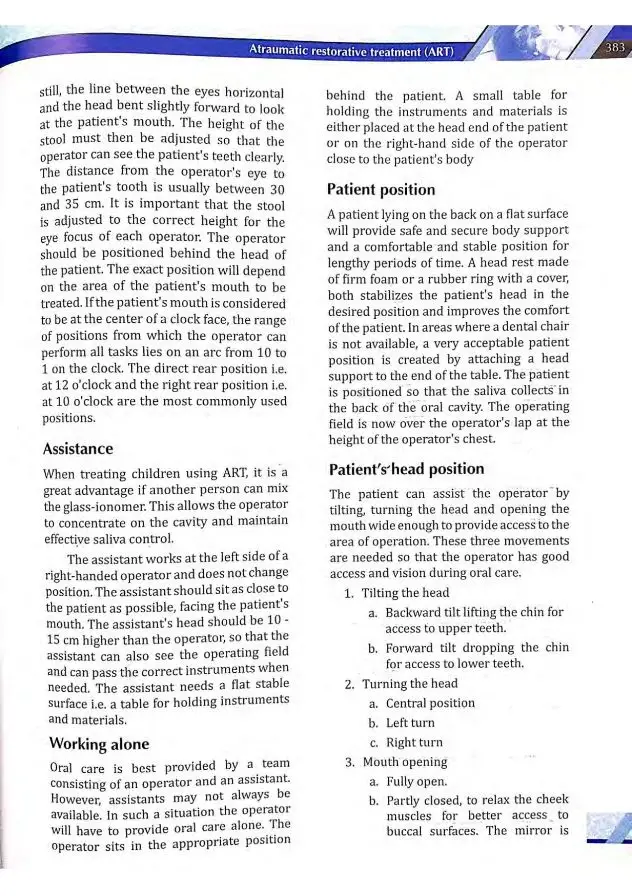 Atraumatic restorative treatment (ART)
383
still, the line between the eyes horizontal
and the head bent slightly forward to look
at the patient's mouth. The height of the
stool must then be adjusted so that the
operator can see the patient's teeth clearly.
The distance from the operator's eye to
the patient's tooth is usually between 30
and 35 cm. It is important that the stool
is adjusted to the correct height for the
eye focus of each operator. The operator
should be positioned behind the head of
the patient. The exact position will depend
on the area of the patient's mouth to be
treated. If the patient's mouth is considered
to be at the center of a clock face, the range
of positions from which the operator can
perform all tasks lies on an arc from 10 to
1 on the clock. The direct rear position i.e.
at 12 o'clock and the right rear position i.e.
at 10 o'clock are the most commonly used
positions.
Assistance
When treating children using ART, it is a
great advantage if another person can mix
the glass-ionomer. This allows the operator
to concentrate on the cavity and maintain
effective saliva control.
The assistant works at the left side of a
right-handed operator and does not change
position. The assistant should sit as close to
the patient as possible, facing the patient's
mouth. The assistant's head should be 10 -
15 cm higher than the operator, so that the
assistant can also see the operating field
and can pass the correct instruments when
needed. The assistant needs a flat stable
surface i.e. a table for holding instruments
and materials.
Working alone
Oral care is best provided by a team
consisting of an operator and an assistant.
However, assistants may not always be
available. In such a situation the operator
will have to provide oral care alone. The
operator sits in the appropriate position
behind the patient. A small table for
holding the instruments and materials is
either placed at the head end of the patient
or on the right-hand side of the operator
close to the patient's body
Patient position
A patient lying on the back on a flat surface
will provide safe and secure body support
and a comfortable and stable position for
lengthy periods of time. A head rest made
of firm foam or a rubber ring with a cover,
both stabilizes the patient's head in the
desired position and improves the comfort
of the patient. In areas where a dental chair
is not available, a very acceptable patient
position is created by attaching a head
support to the end of the table. The patient
is positioned so that the saliva collects in
the back of the oral cavity. The operating
field is now over the operator's lap at the
height of the operator's chest.
Patient's head position
The patient can assist the operator by
tilting, turning the head and opening the
mouth wide enough to provide access to the
area of operation. These three movements
are needed so that the operator has good
access and vision during oral care.
1. Tilting the head
a. Backward tilt lifting the chin for
access to upper teeth.
b. Forward tilt dropping the chin
for access to lower teeth.
2. Turning the head
a. Central position
b. Left turn
c. Right turn
3. Mouth opening
a. Fully open.
b. Partly closed, to relax the cheek
muscles for better access to
buccal surfaces. The mirror is